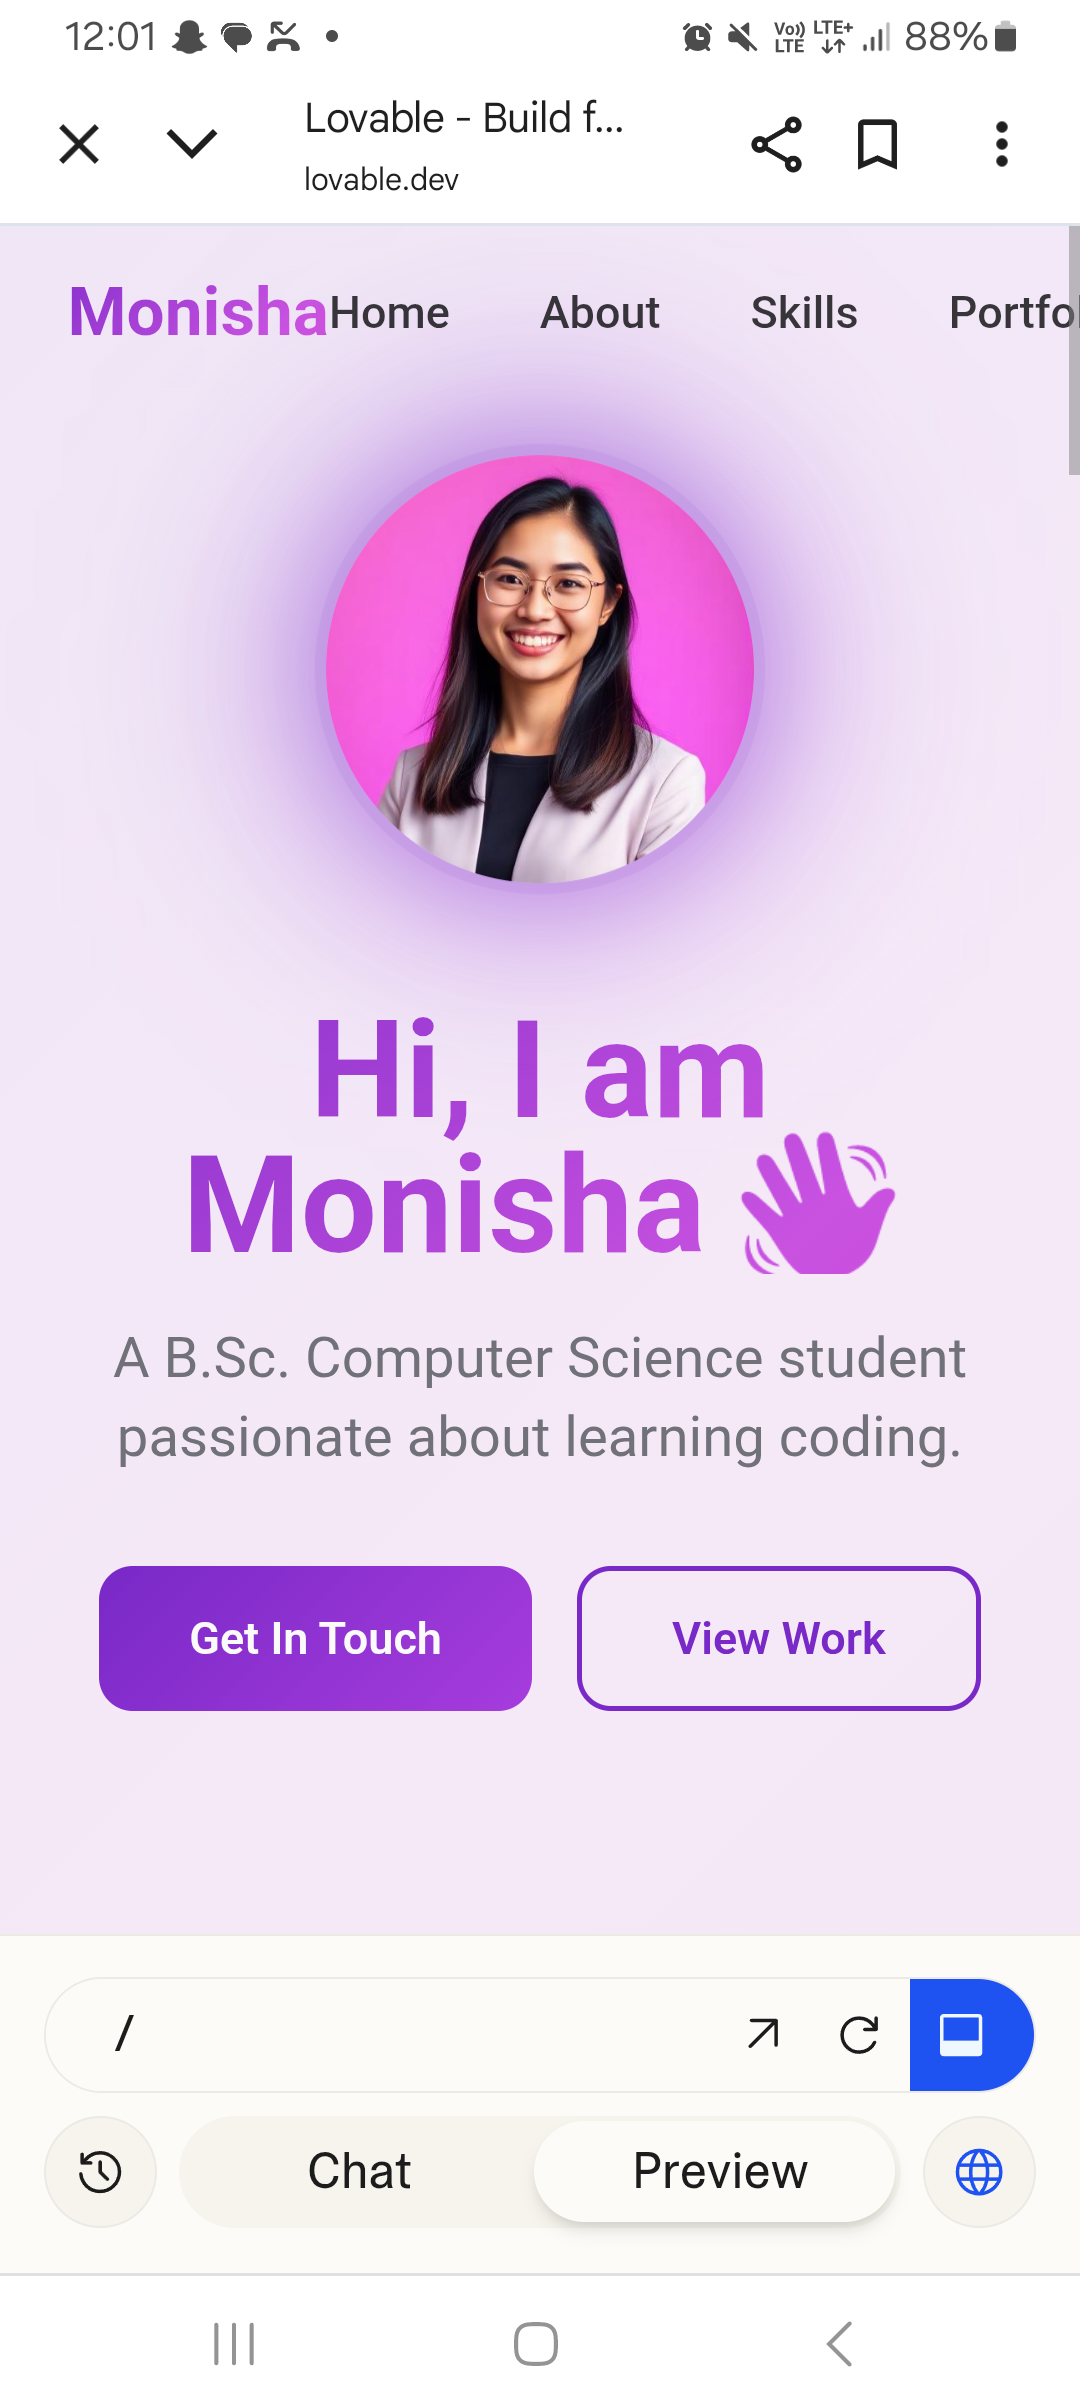 12:01
Vo)) LTE LTE+ 88%
Lovable - Build f...
lovable.dev
Monisha Home About Skills Portfol
Hi, I am
Monisha 👋
A B.Sc. Computer Science student
passionate about learning coding.
Get In Touch View Work
/
Chat Preview